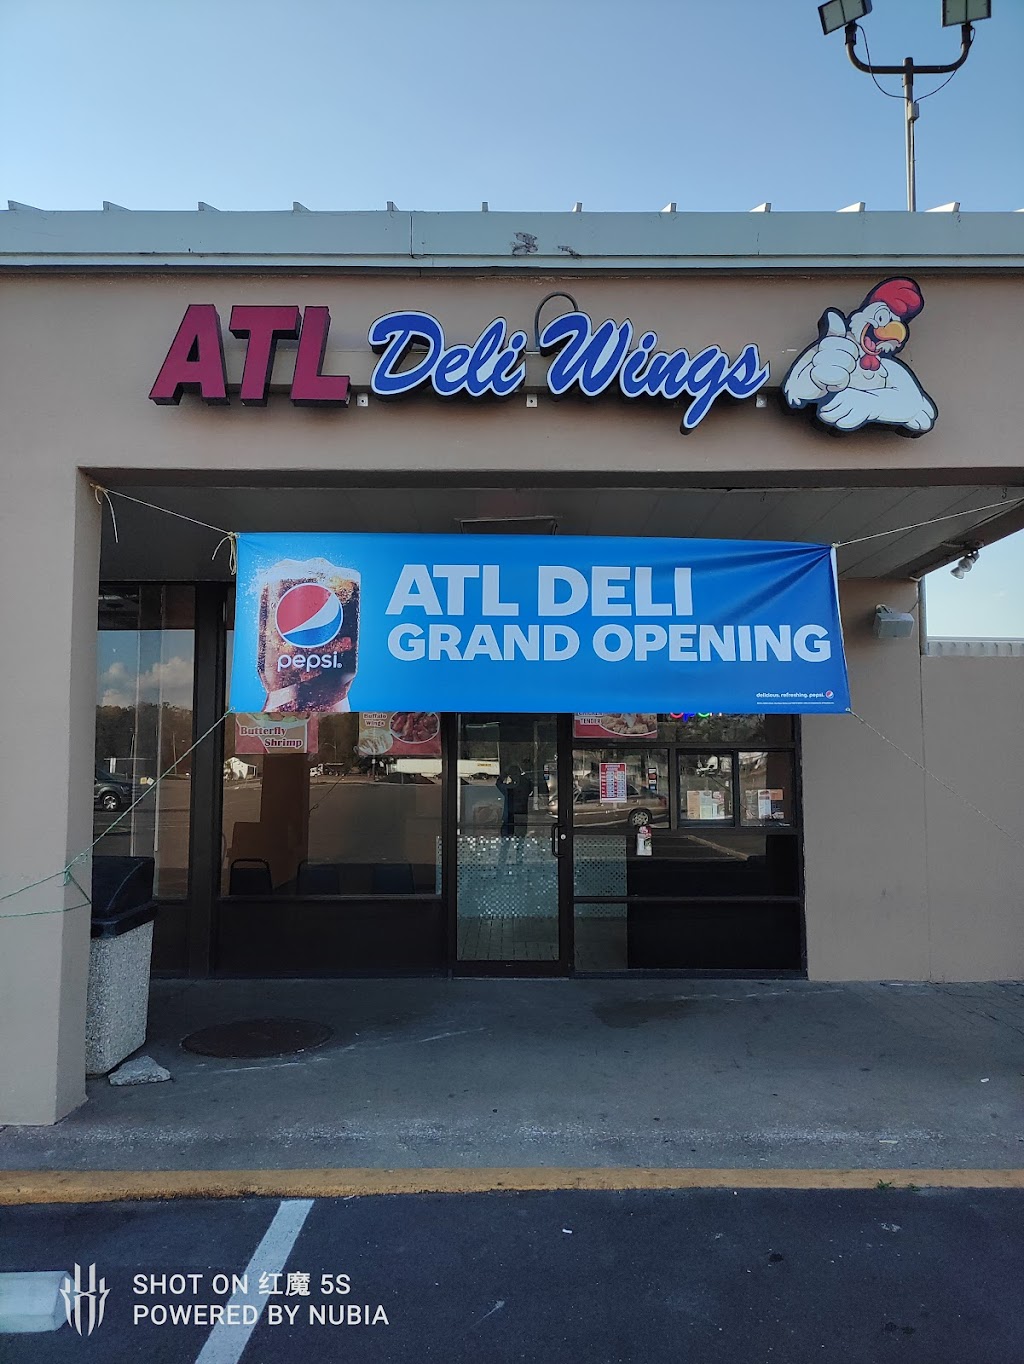 ATL Deli Wings
ATL DELI
GRAND OPENING
pepsi.
delicious. refreshing. pepsi.
Butterfly
Shrimp
Buffalo
Wings
TENDER
SHOT ON 红魔 5S
POWERED BY NUBIA